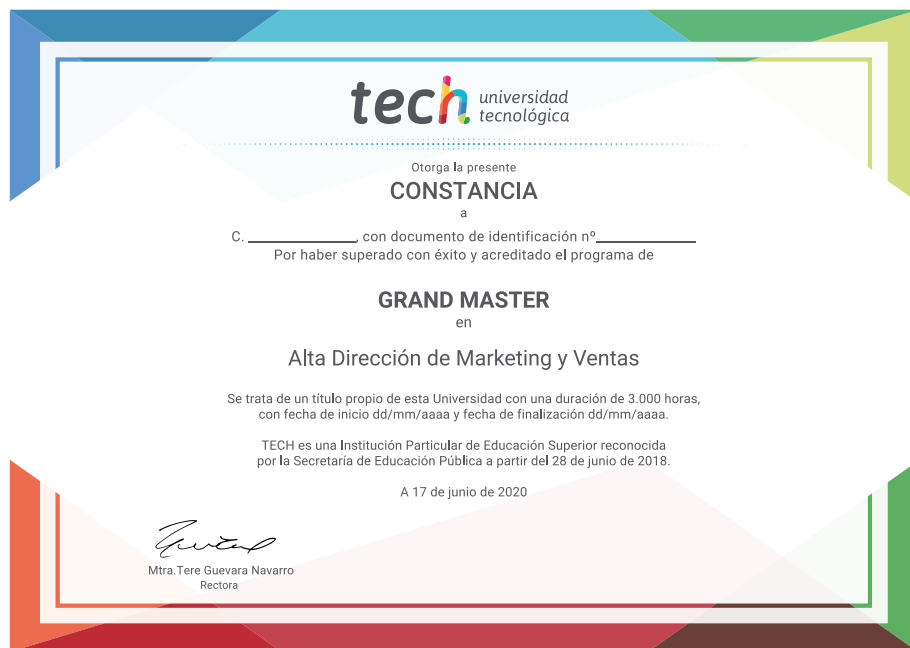 tech universidad
tecnológica
Otorga la presente
CONSTANCIA
a
C. ____________, con documento de identificación nº____________
Por haber superado con éxito y acreditado el programa de
GRAND MASTER
en
Alta Dirección de Marketing y Ventas
Se trata de un título propio de esta Universidad con una duración de 3.000 horas,
con fecha de inicio dd/mm/aaaa y fecha de finalización dd/mm/aaaa.
TECH es una Institución Particular de Educación Superior reconocida
por la Secretaría de Educación Pública a partir del 28 de junio de 2018.
A 17 de junio de 2020
Mtra.Tere Guevara Navarro
Rectora